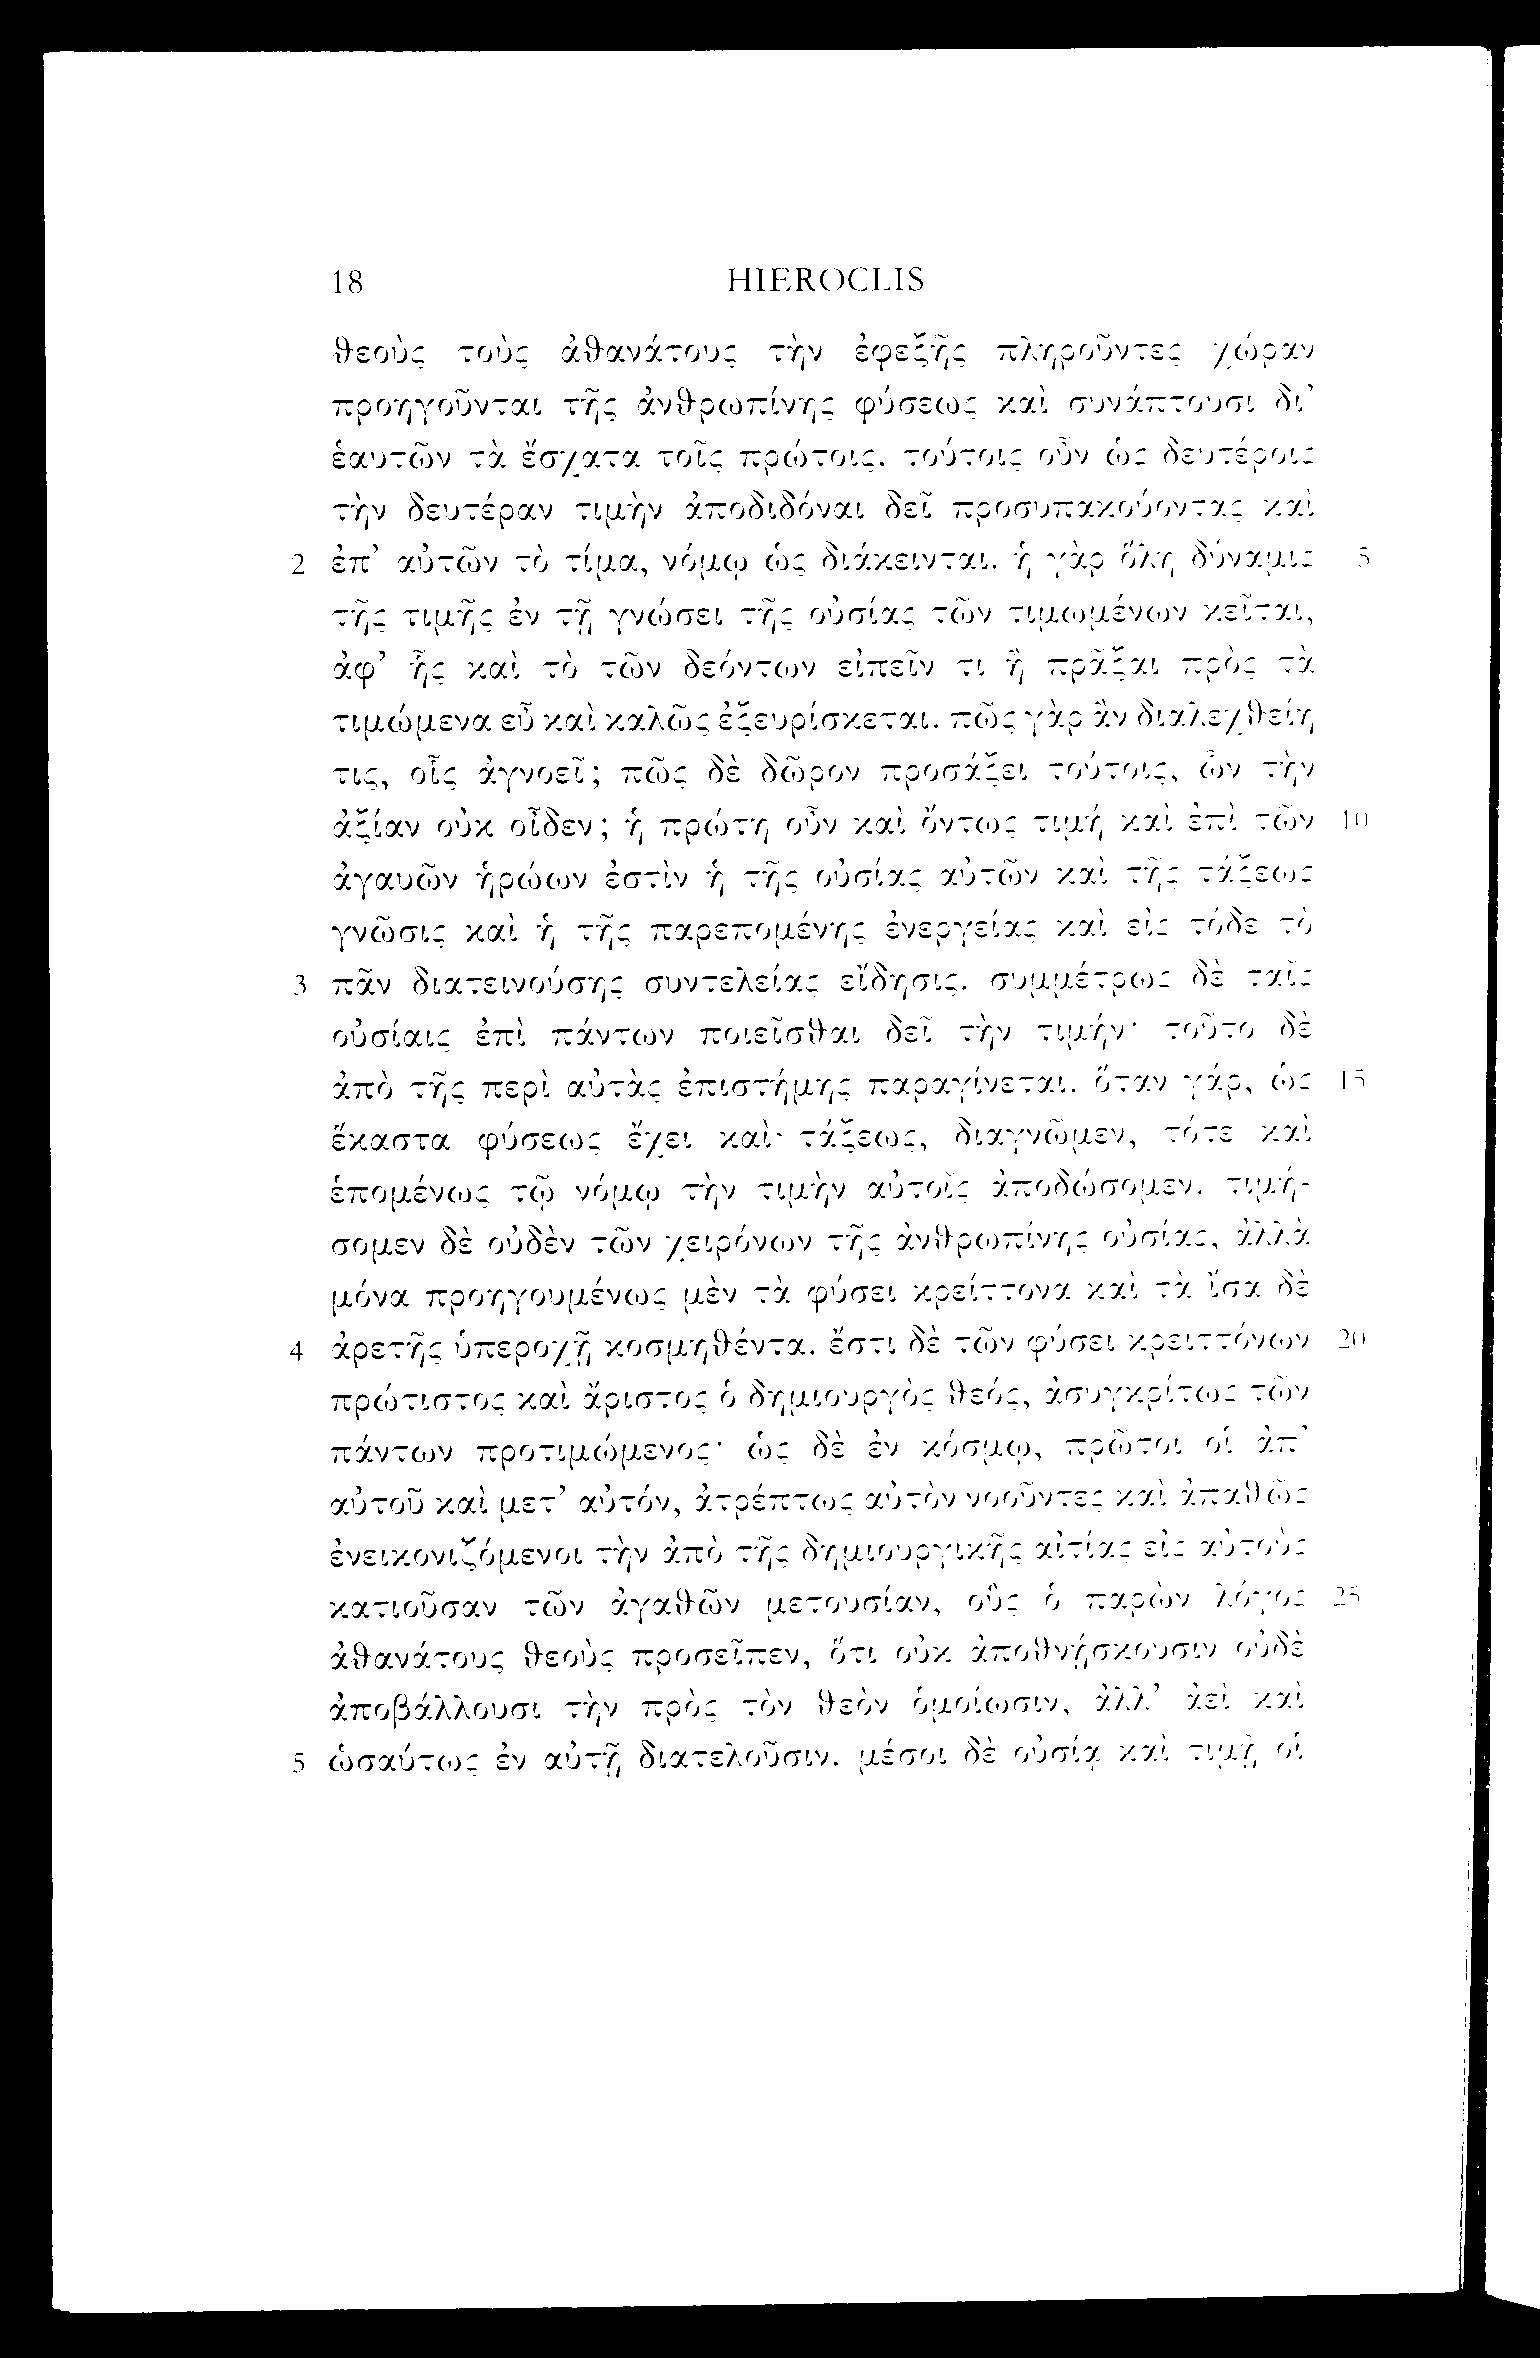 18 HIEROCLIS
θεοὺς τοὺς ἀθανάτους τὴν ἐφεξῆς πληροῦντες χώραν
προηγοῦνται τῆς ἀνθρωπίνης φύσεως καὶ συνάπτουσι δι’
ἑαυτῶν τὰ ἔσχατα τοῖς πρώτοις. τούτοις οὖν ὡς δευτέροις
τὴν δευτέραν τιμὴν ἀποδιδόναι δεῖ προσυπακούοντας καὶ
2 ἐπ’ αὐτῶν τὸ τίμα, νόμῳ ὡς διάκεινται. ἡ γὰρ ὅλη δύναμις 5
τῆς τιμῆς ἐν τῇ γνώσει τῆς οὐσίας τῶν τιμωμένων κεῖται,
ἀφ’ ἧς καὶ τὸ τῶν δεόντων εἰπεῖν τι ἢ πρᾶξαι πρὸς τὰ
τιμώμενα εὖ καὶ καλῶς ἐξευρίσκεται. πῶς γὰρ ἂν διαλεχθείη
τις, οἷς ἀγνοεῖ; πῶς δὲ δῶρον προσάξει τούτοις, ὧν τὴν
ἀξίαν οὐκ οἶδεν; ἡ πρώτη οὖν καὶ ὄντως τιμή καὶ ἐπὶ τῶν 10
ἀγαυῶν ἡρώων ἐστὶν ἡ τῆς οὐσίας αὐτῶν καὶ τῆς τάξεως
γνῶσις καὶ ἡ τῆς παρεπομένης ἐνεργείας καὶ εἰς τόδε τὸ
3 πᾶν διατεινούσης συντελείας εἴδησις. συμμέτρως δὲ ταῖς
οὐσίαις ἐπὶ πάντων ποιεῖσθαι δεῖ τὴν τιμήν· τοῦτο δὲ
ἀπὸ τῆς περὶ αὐτὰς ἐπιστήμης παραγίνεται. ὅταν γάρ, ὡς 15
ἕκαστα φύσεως ἔχει καὶ· τάξεως, διαγνῶμεν, τότε καὶ
ἑπομένως τῷ νόμῳ τὴν τιμὴν αὐτοῖς ἀποδώσομεν. τιμή-
σομεν δὲ οὐδὲν τῶν χειρόνων τῆς ἀνθρωπίνης οὐσίας, ἀλλὰ
μόνα προηγουμένως μὲν τὰ φύσει κρείττονα καὶ τὰ ἴσα δὲ
4 ἀρετῆς ὑπεροχῇ κοσμηθέντα. ἔστι δὲ τῶν φύσει κρειττόνων 20
πρώτιστος καὶ ἄριστος ὁ δημιουργὸς θεός, ἀσυγκρίτως τῶν
πάντων προτιμώμενος· ὡς δὲ ἐν κόσμῳ, πρῶτοι οἱ ἀπ’
αὐτοῦ καὶ μετ’ αὐτόν, ἀτρέπτως αὐτὸν νοοῦντες καὶ ἀπαθῶς
ἐνεικονιζόμενοι τὴν ἀπὸ τῆς δημιουργικῆς αἰτίας εἰς αὐτοὺς
κατιοῦσαν τῶν ἀγαθῶν μετουσίαν, οὓς ὁ παρὼν λόγος 25
ἀθανάτους θεοὺς προσεῖπεν, ὅτι οὐκ ἀποθνῄσκουσιν οὐδὲ
ἀποβάλλουσι τὴν πρὸς τὸν θεὸν ὁμοίωσιν, ἀλλ’ ἀεὶ καὶ
5 ὡσαύτως ἐν αὐτῇ διατελοῦσιν. μέσοι δὲ οὐσίᾳ καὶ τιμῇ οἱ